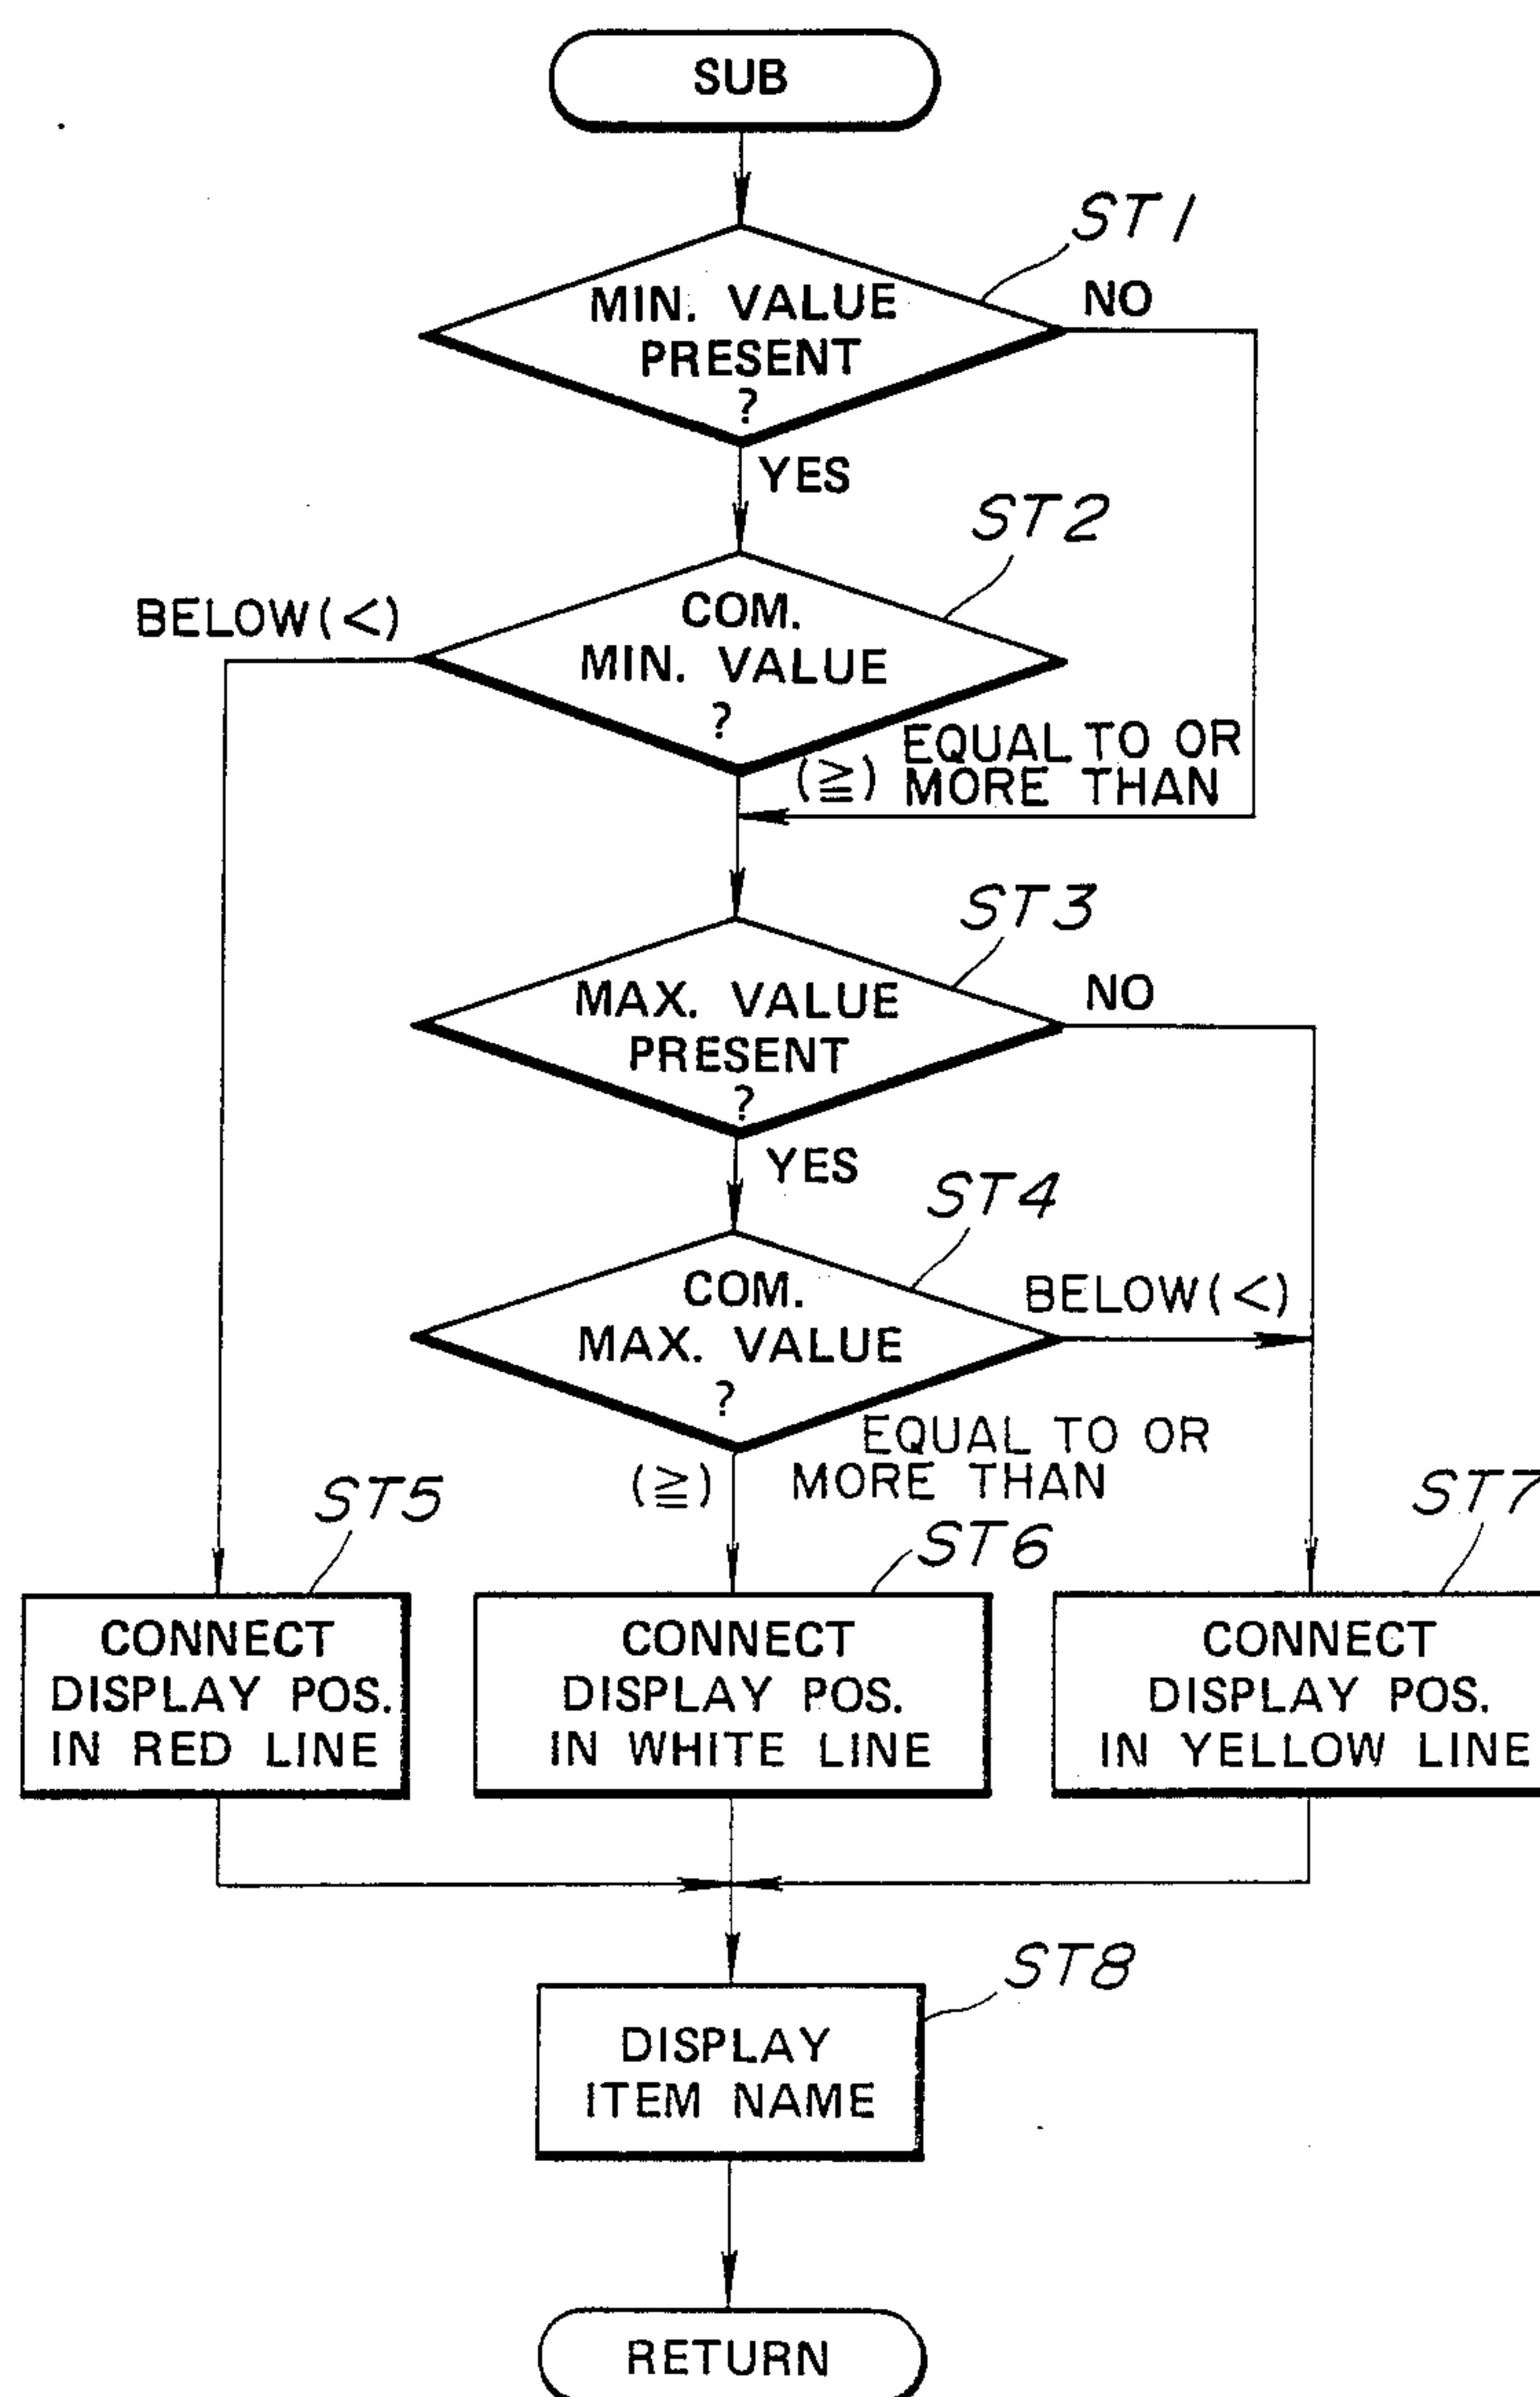 SUB
ST1
MIN. VALUE
PRESENT
?
NO
YES
ST2
BELOW(<)
COM.
MIN. VALUE
?
(≧) EQUAL TO OR
MORE THAN
ST3
MAX. VALUE
PRESENT
?
NO
YES
ST4
COM.
MAX. VALUE
?
BELOW(<)
EQUAL TO OR
(≧) MORE THAN
ST5
CONNECT
DISPLAY POS.
IN RED LINE
ST6
CONNECT
DISPLAY POS.
IN WHITE LINE
ST7
CONNECT
DISPLAY POS.
IN YELLOW LINE
ST8
DISPLAY
ITEM NAME
RETURN